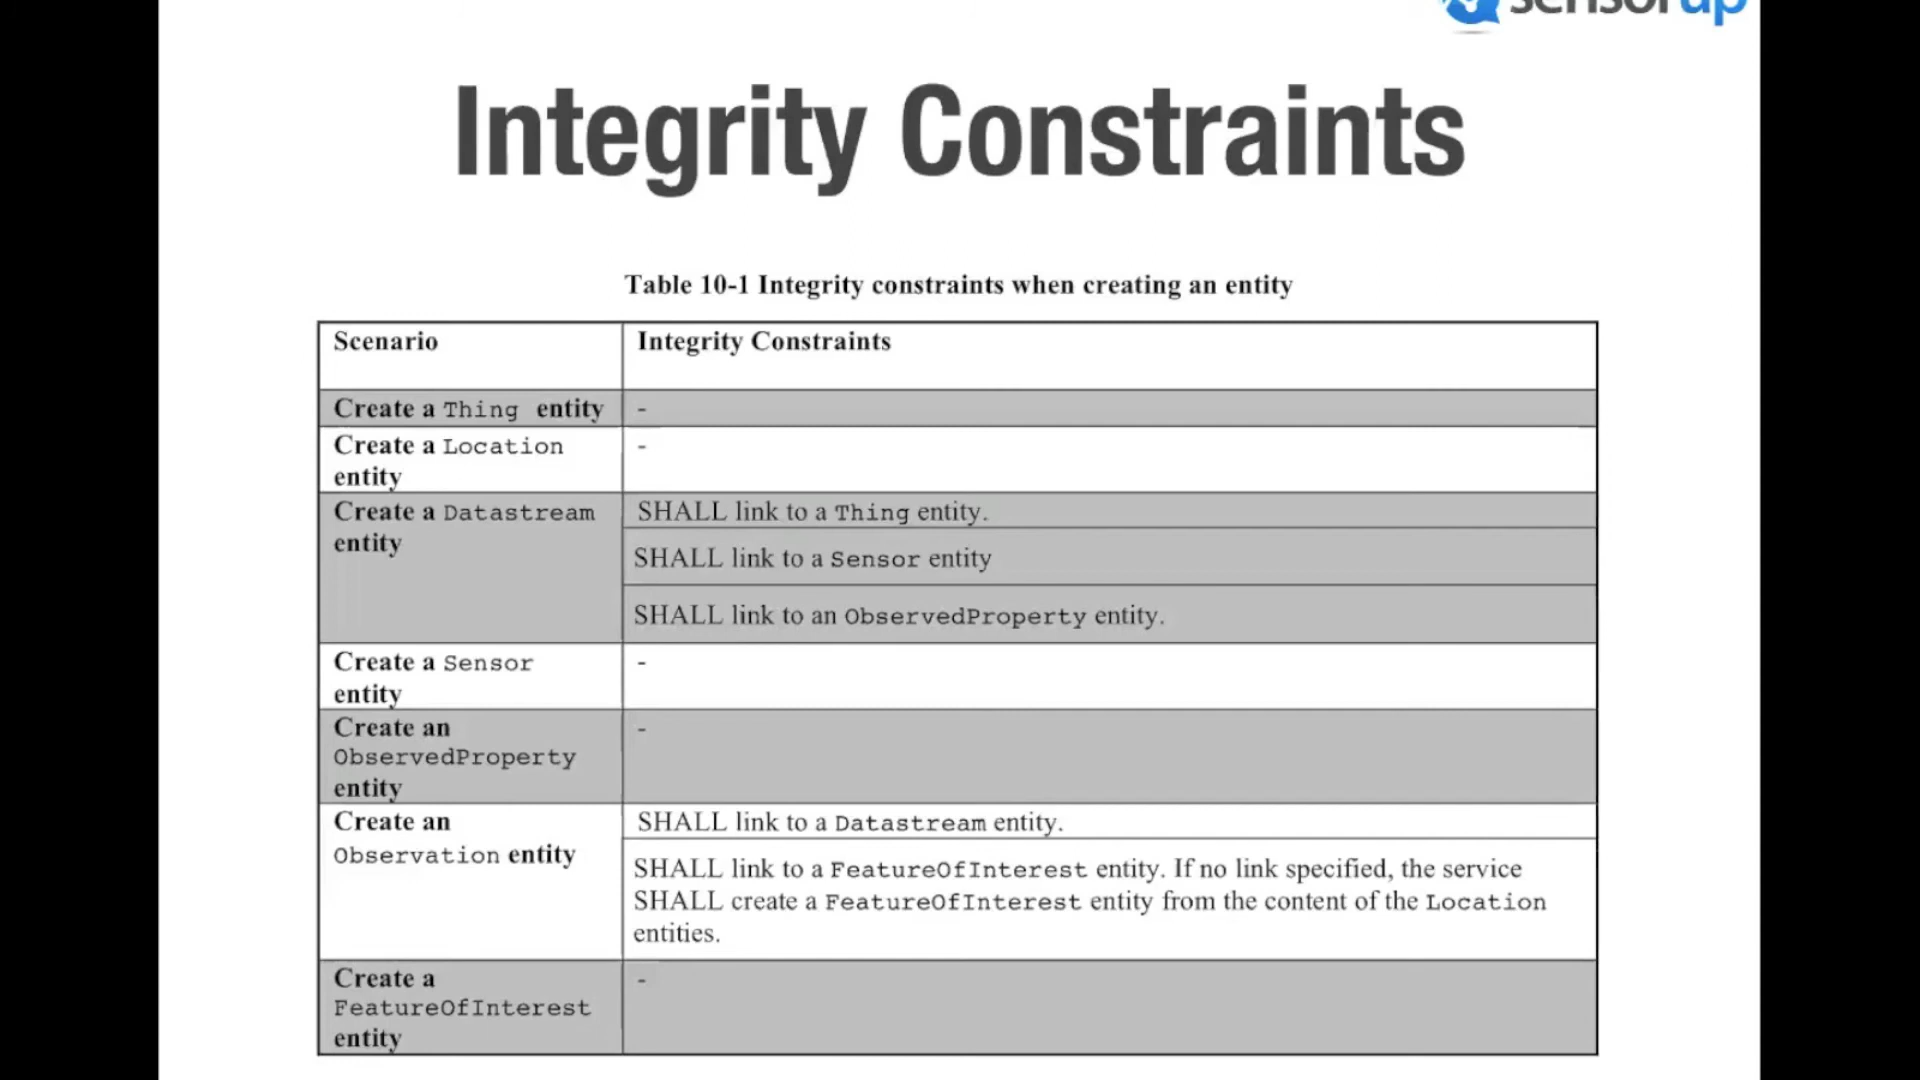 sensorup
Integrity Constraints
Table 10-1 Integrity constraints when creating an entity
Scenario
Integrity Constraints
Create a Thing entity
-
Create a Location
entity
-
Create a Datastream
entity
SHALL link to a Thing entity.
SHALL link to a Sensor entity
SHALL link to an ObservedProperty entity.
Create a Sensor
entity
-
Create an
ObservedProperty
entity
-
Create an
Observation entity
SHALL link to a Datastream entity.
SHALL link to a FeatureOfInterest entity. If no link specified, the service
SHALL create a FeatureOfInterest entity from the content of the Location
entities.
Create a
FeatureOfInterest
entity
-